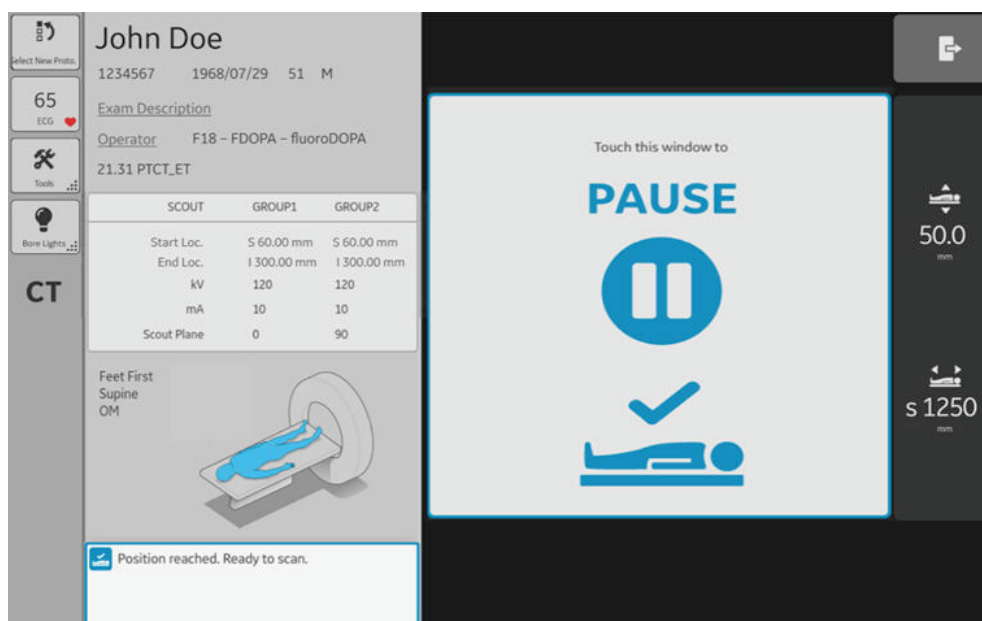 Select New Proto.
65
ECG
Tools
Bore Lights
CT
John Doe
1234567 1968/07/29 51 M
Exam Description
Operator F18 – FDOPA – fluoroDOPA
21.31 PTCT_ET
SCOUT GROUP1 GROUP2
Start Loc. S 60.00 mm S 60.00 mm
End Loc. I 300.00 mm I 300.00 mm
kV 120 120
mA 10 10
Scout Plane 0 90
Feet First
Supine
OM
Position reached. Ready to scan.
Touch this window to
PAUSE
50.0
mm
s 1250
mm